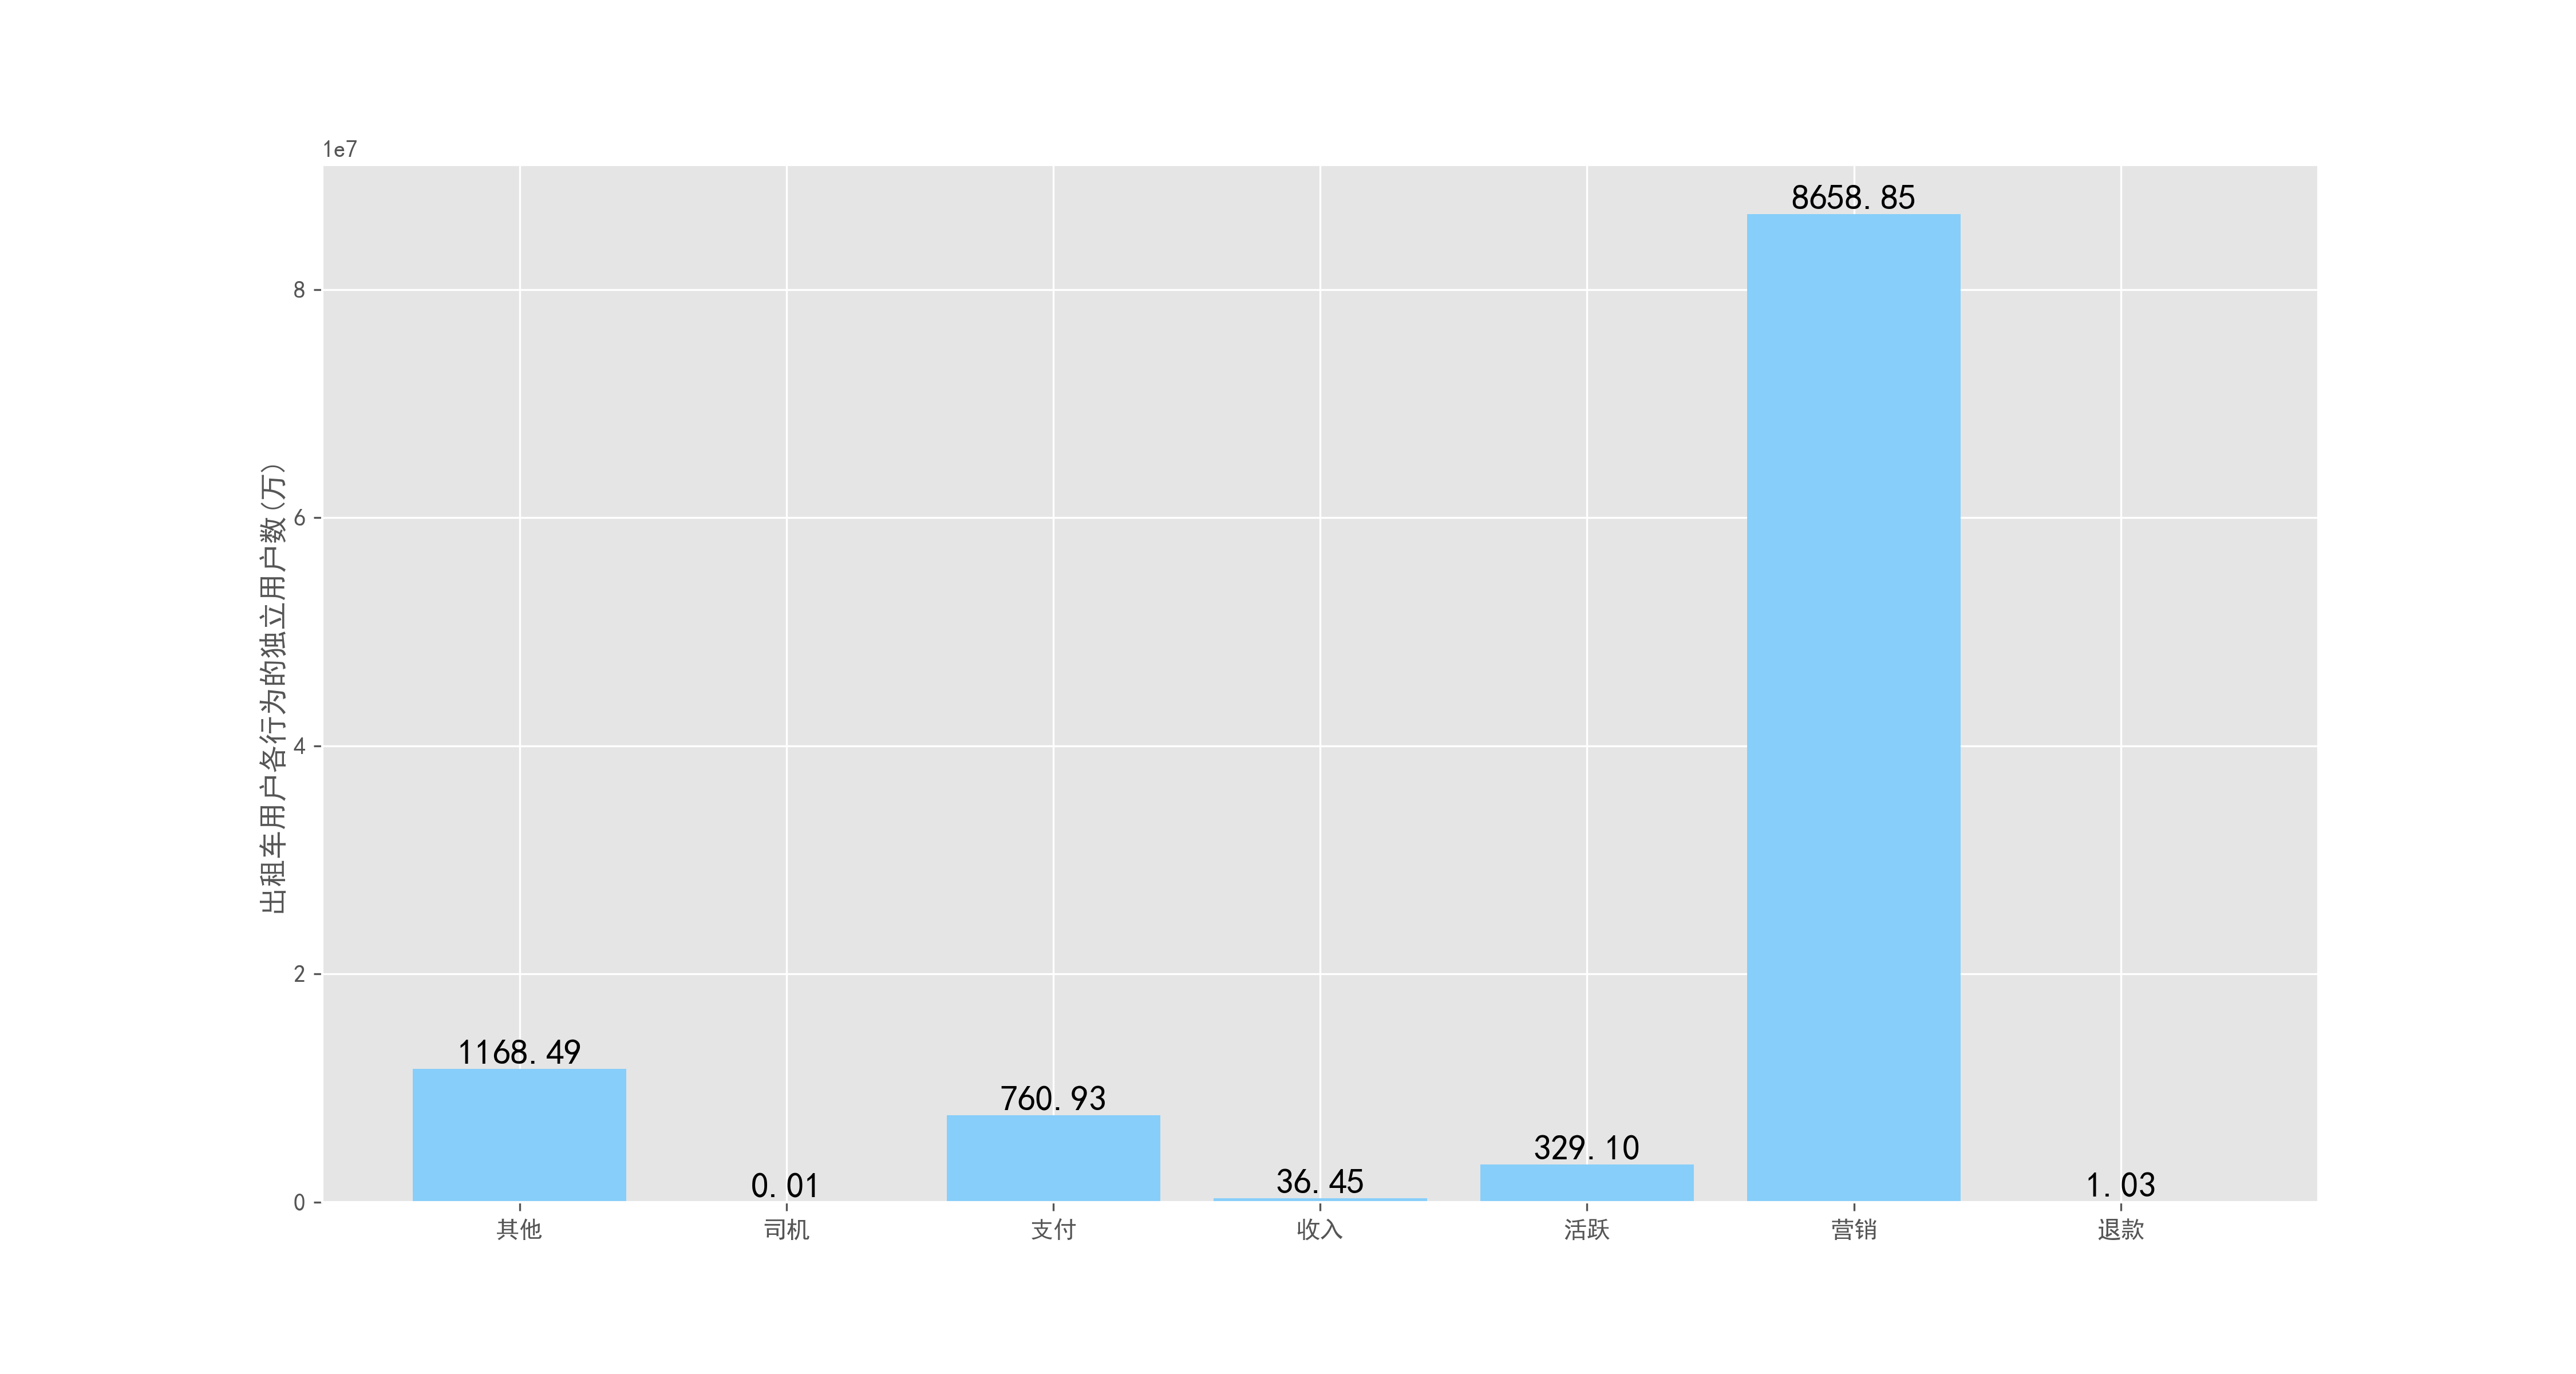 1e7
8658.85
8
6
4
2
0
出租车用户各行为的独立用户数(万)
1168.49
0.01
760.93
36.45
329.10
1.03
其他
司机
支付
收入
活跃
营销
退款